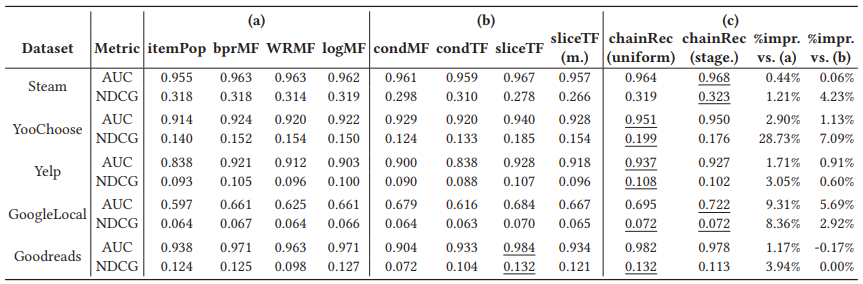 (a) (b) (c)
Dataset Metric itemPop bprMF WRMF logMF condMF condTF sliceTF sliceTF (m.) chainRec (uniform) chainRec (stage.) %impr. vs. (a) %impr. vs. (b)
Steam AUC 0.955 0.963 0.963 0.962 0.961 0.959 0.967 0.957 0.964 0.968 0.44% 0.06%
NDCG 0.318 0.318 0.314 0.319 0.298 0.310 0.278 0.266 0.319 0.323 1.21% 4.23%
YooChoose AUC 0.914 0.924 0.920 0.922 0.929 0.920 0.940 0.928 0.951 0.950 2.90% 1.13%
NDCG 0.140 0.152 0.154 0.150 0.124 0.133 0.185 0.154 0.199 0.176 28.73% 7.09%
Yelp AUC 0.838 0.921 0.912 0.903 0.900 0.838 0.928 0.918 0.937 0.927 1.71% 0.91%
NDCG 0.093 0.105 0.096 0.100 0.090 0.088 0.107 0.096 0.108 0.102 3.05% 0.60%
GoogleLocal AUC 0.597 0.661 0.625 0.661 0.679 0.616 0.684 0.667 0.695 0.722 9.31% 5.69%
NDCG 0.064 0.067 0.064 0.066 0.064 0.063 0.070 0.065 0.072 0.072 8.36% 2.92%
Goodreads AUC 0.938 0.971 0.963 0.971 0.904 0.933 0.984 0.934 0.982 0.978 1.17% -0.17%
NDCG 0.124 0.125 0.098 0.127 0.072 0.104 0.132 0.121 0.132 0.113 3.94% 0.00%